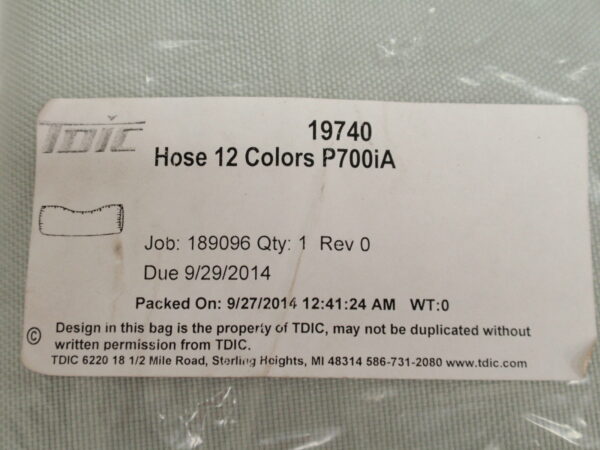 TDIC
19740
Hose 12 Colors P700iA
Job: 189096 Qty: 1 Rev 0
Due 9/29/2014
Packed On: 9/27/2014 12:41:24 AM WT:0
© Design in this bag is the property of TDIC, may not be duplicated without
written permission from TDIC.
TDIC 6220 18 1/2 Mile Road, Sterling Heights, MI 48314 586-731-2080 www.tdic.com